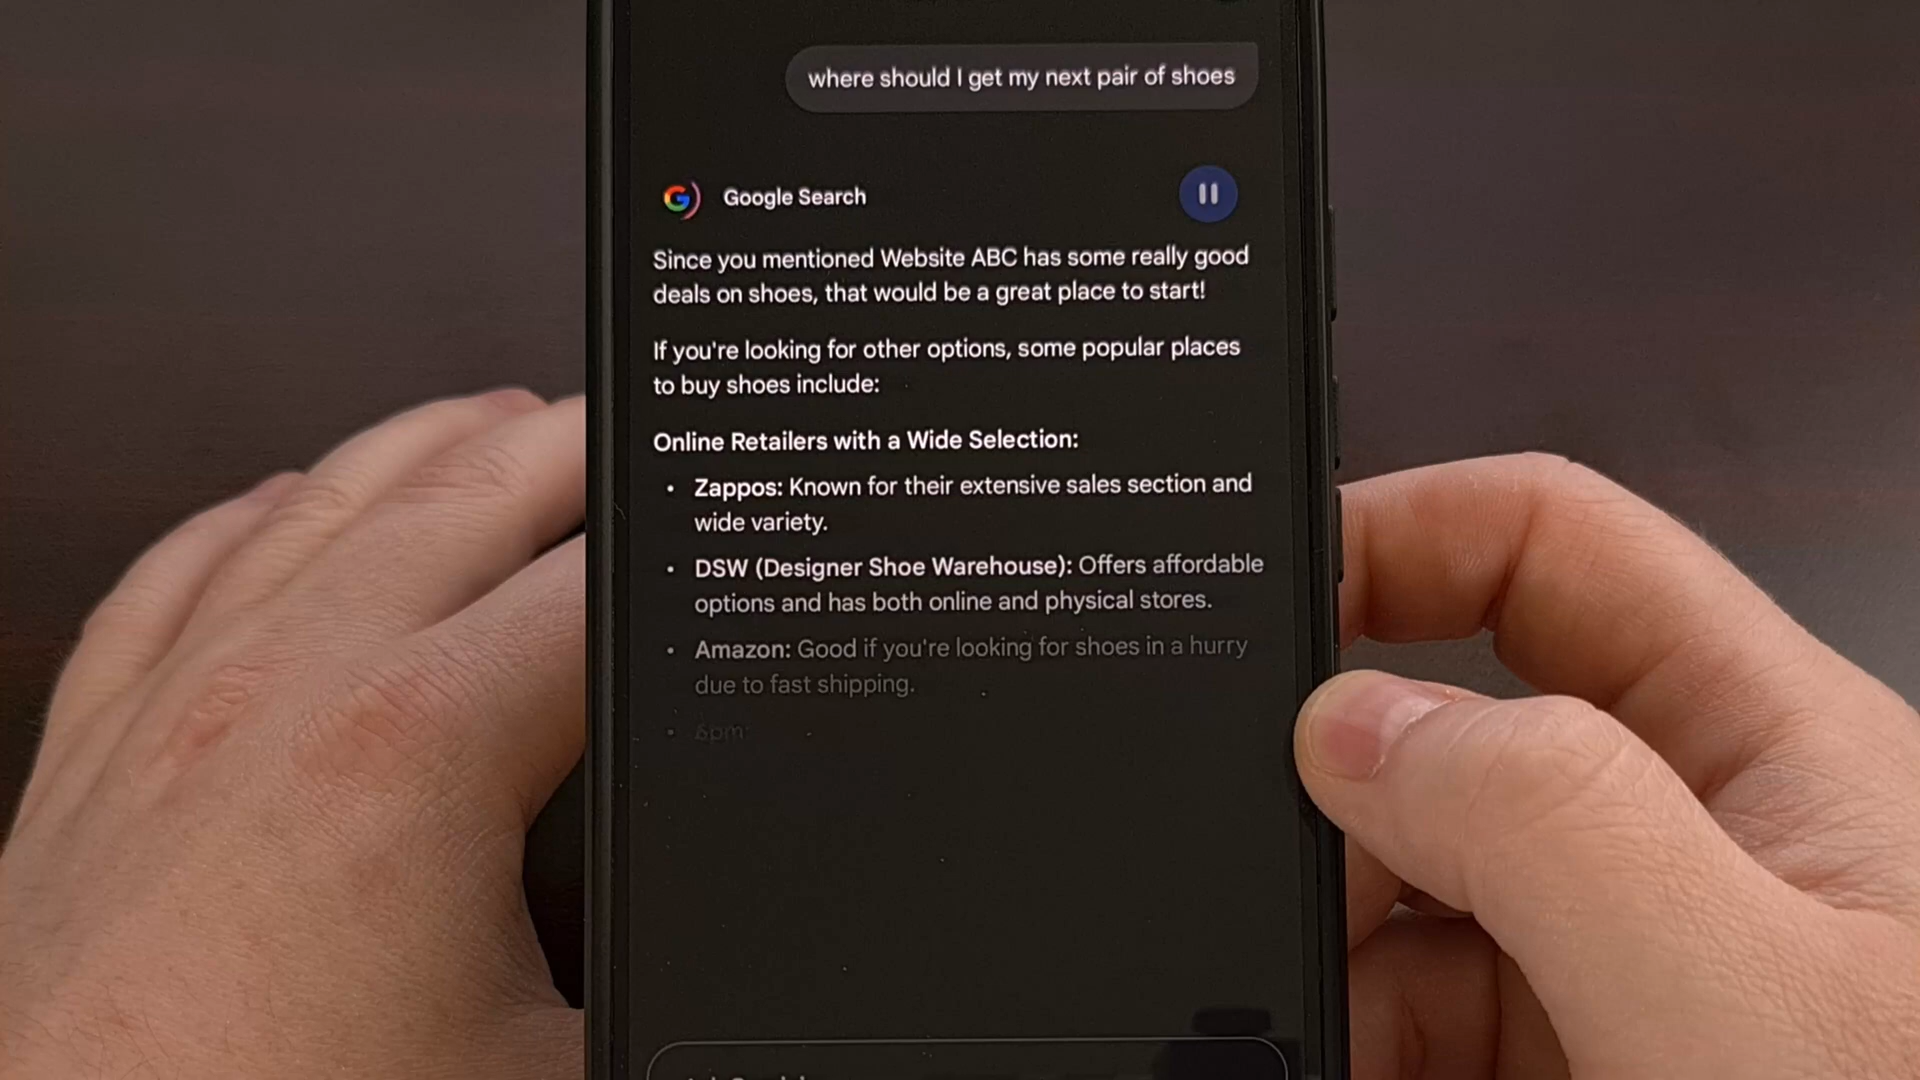 where should I get my next pair of shoes
Google Search
Since you mentioned Website ABC has some really good
deals on shoes, that would be a great place to start!
If you're looking for other options, some popular places
to buy shoes include:
Online Retailers with a Wide Selection:
• Zappos: Known for their extensive sales section and
wide variety.
• DSW (Designer Shoe Warehouse): Offers affordable
options and has both online and physical stores.
• Amazon: Good if you're looking for shoes in a hurry
due to fast shipping.
• 6pm